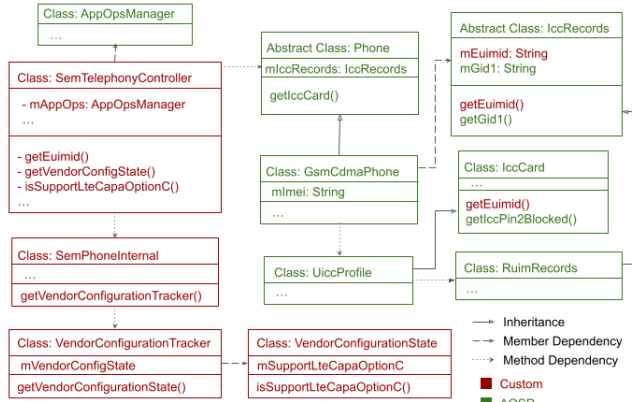 Class: AppOpsManager
…
Class: SemTelephonyController
- mAppOps: AppOpsManager
…
- getEuimid()
- getVendorConfigState()
- isSupportLteCapaOptionC()
…
Class: SemPhoneInternal
…
getVendorConfigurationTracker()
Class: VendorConfigurationTracker
mVendorConfigState
getVendorConfigurationState()
Class: VendorConfigurationState
mSupportLteCapaOptionC
isSupportLteCapaOptionC()
Abstract Class: Phone
mIccRecords: IccRecords
getIccCard()
Class: GsmCdmaPhone
mImei: String
…
Class: UiccProfile
…
Abstract Class: IccRecords
mEuimid: String
mGid1: String
getEuimid()
getGid1()
Class: IccCard
…
getEuimid()
getIccPin2Blocked()
Class: RuimRecords
…
Inheritance
Member Dependency
Method Dependency
Custom
AOSP